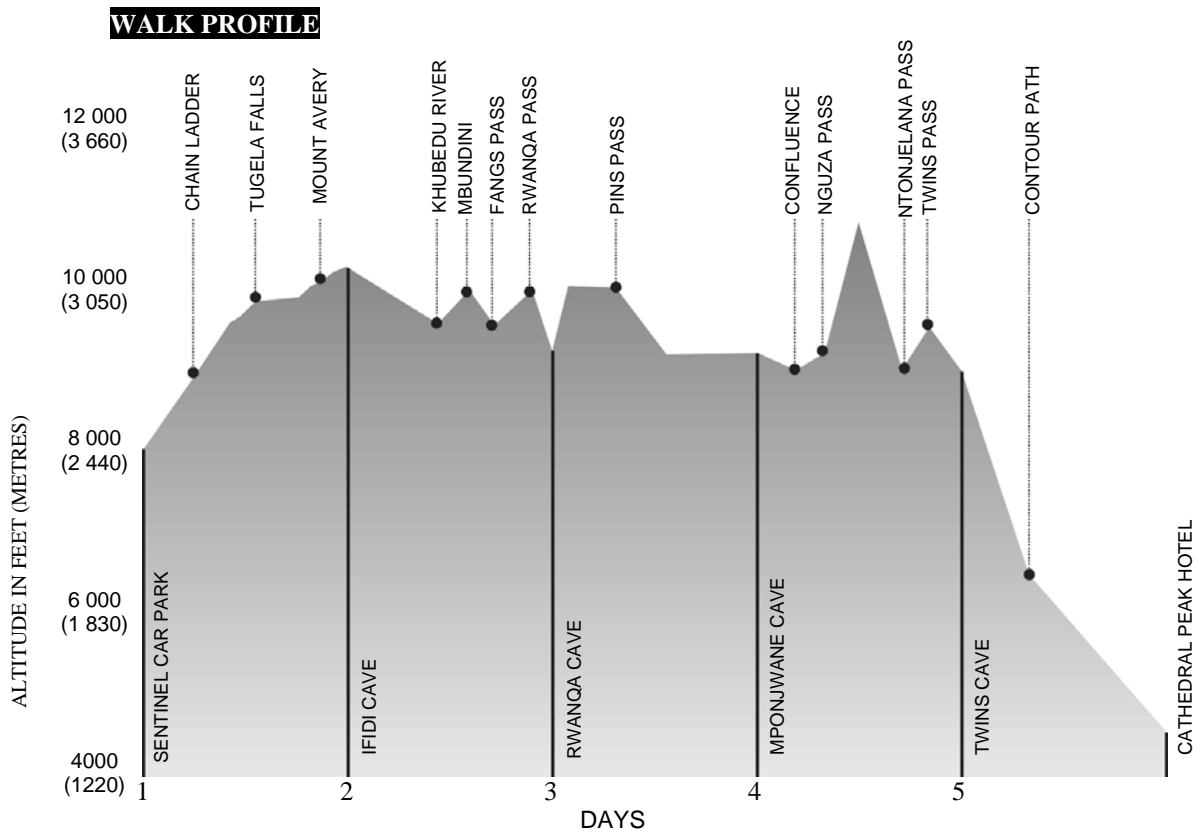 WALK PROFILE
CHAIN LADDER
TUGELA FALLS
MOUNT AVERY
KHUBEDU RIVER
MBUNDINI
FANGS PASS
RWANQA PASS
PINS PASS
CONFLUENCE
NGUZA PASS
NTONJELANA PASS
TWINS PASS
CONTOUR PATH
ALTITUDE IN FEET (METRES)
12 000
(3 660)
10 000
(3 050)
8 000
(2 440)
6 000
(1 830)
4000
(1220)
SENTINEL CAR PARK
IFIDI CAVE
RWANQA CAVE
MPONJWANE CAVE
TWINS CAVE
CATHEDRAL PEAK HOTEL
1
2
3
4
5
DAYS